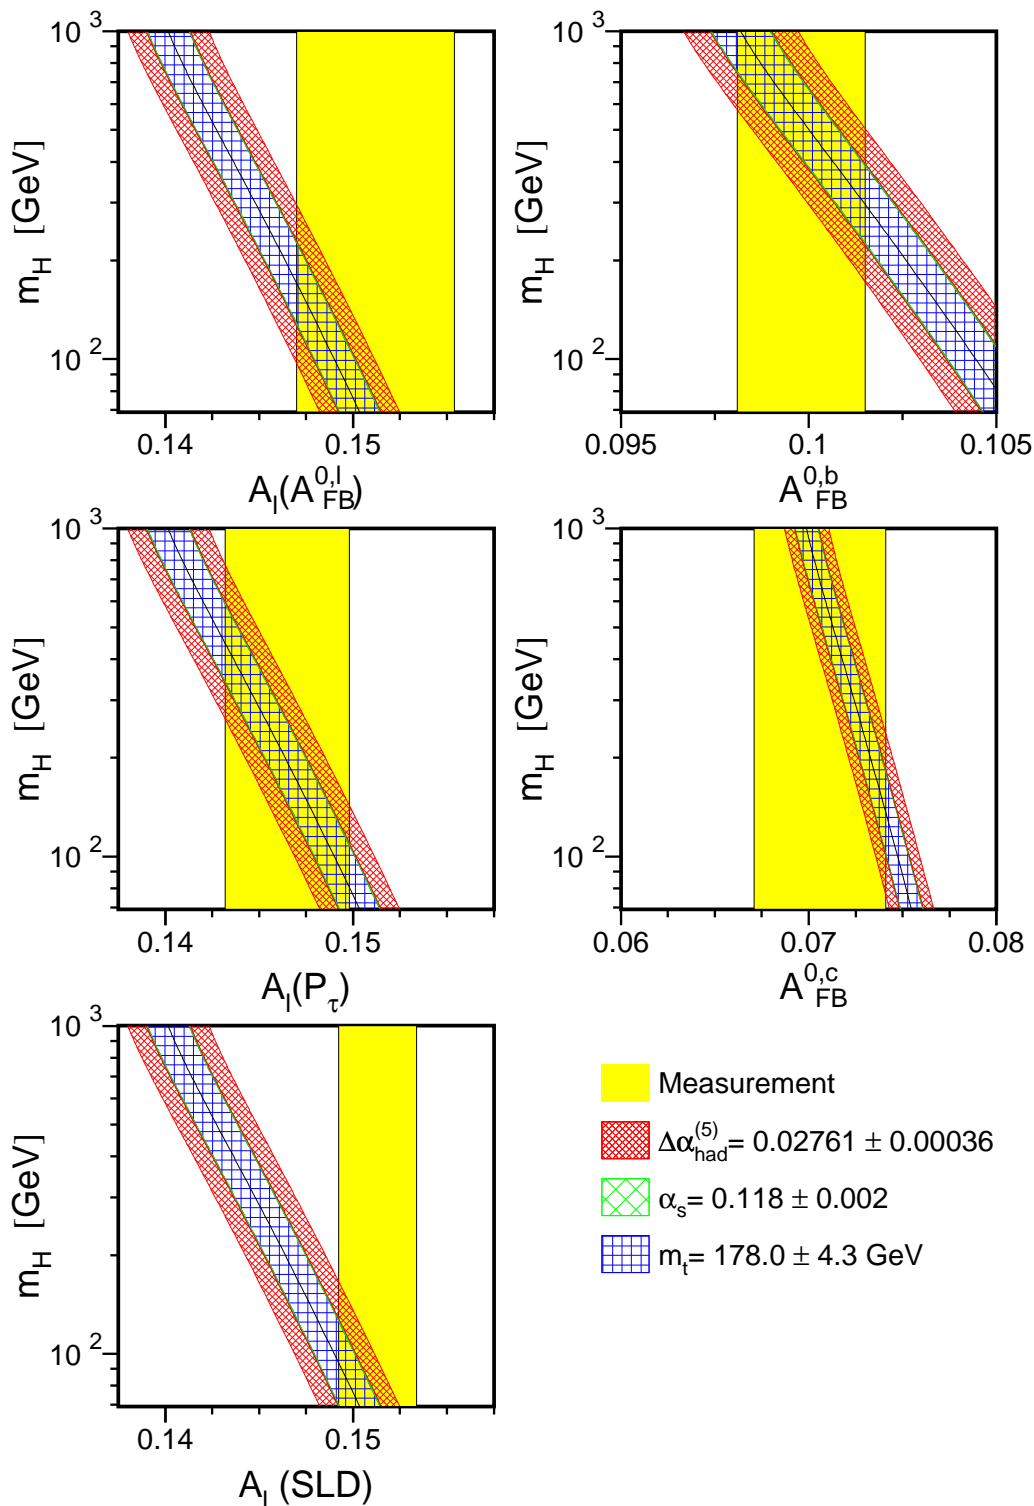 10 3
10 2
m_H [GeV]
0.14 0.15
A_l(A^{0,l}_{FB})
10 3
10 2
m_H [GeV]
0.095 0.1 0.105
A^{0,b}_{FB}
10 3
10 2
m_H [GeV]
0.14 0.15
A_l(P_τ)
10 3
10 2
m_H [GeV]
0.06 0.07 0.08
A^{0,c}_{FB}
10 3
10 2
m_H [GeV]
0.14 0.15
A_l (SLD)
Measurement
Δα^{(5)}_{had}= 0.02761 ± 0.00036
α_s= 0.118 ± 0.002
m_t= 178.0 ± 4.3 GeV